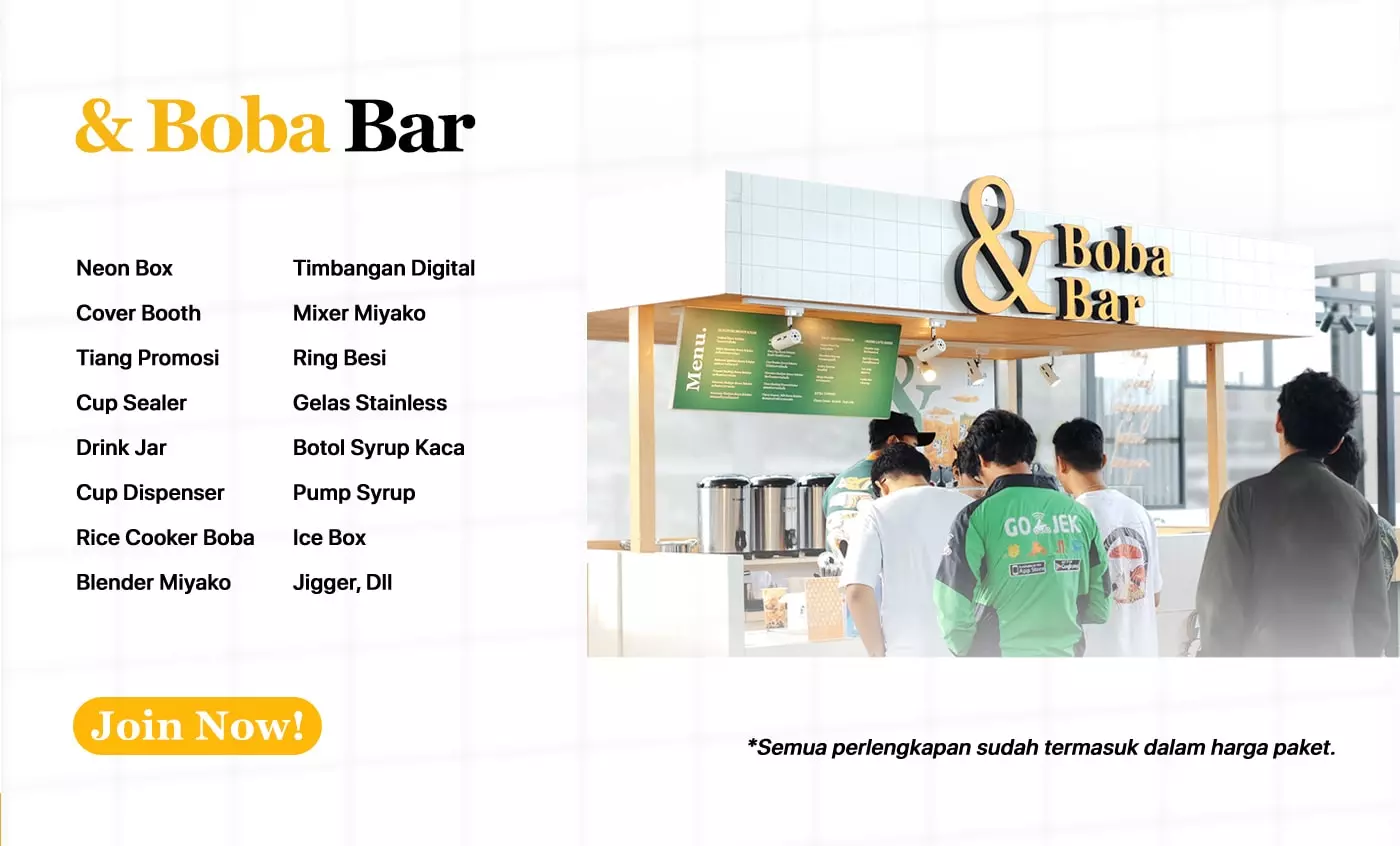 & Boba Bar
Neon Box
Cover Booth
Tiang Promosi
Cup Sealer
Drink Jar
Cup Dispenser
Rice Cooker Boba
Blender Miyako
Timbangan Digital
Mixer Miyako
Ring Besi
Gelas Stainless
Botol Syrup Kaca
Pump Syrup
Ice Box
Jigger, Dll
Join Now!
& Boba
Bar
Menu.
GO JEK
*Semua perlengkapan sudah termasuk dalam harga paket.